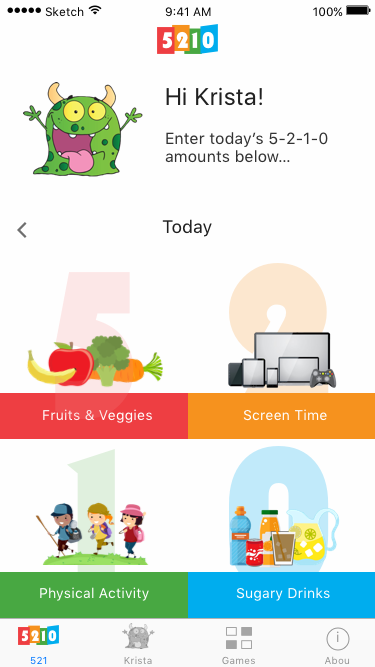 Sketch 9:41 AM 100%
5210
Hi Krista!
Enter today's 5-2-1-0
amounts below...
Today
5 2
Fruits & Veggies Screen Time
1 0
Physical Activity Sugary Drinks
5210
521 Krista Games Abou